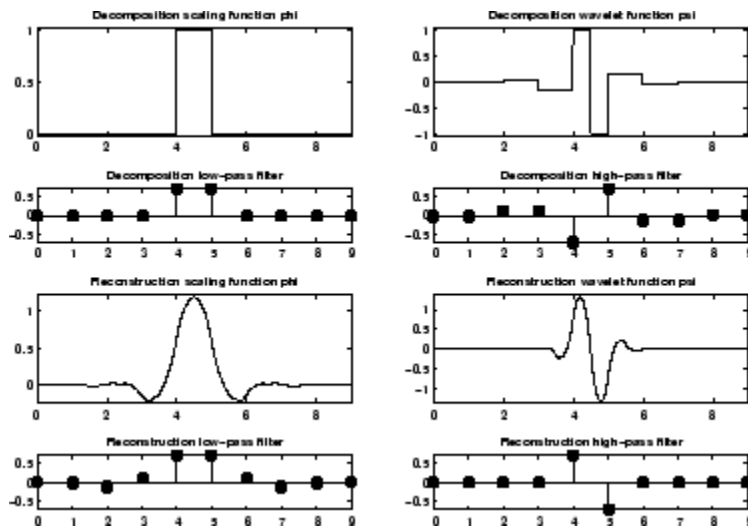 Decomposition scaling function phi
1
0.5
0
0 2 4 6 8
Decomposition wavelet function psi
1
0.5
0
−0.5
−1
0 2 4 6 8
Decomposition low−pass filter
0.5
0
−0.5
0 1 2 3 4 5 6 7 8 9
Decomposition high−pass filter
0.5
0
−0.5
0 1 2 3 4 5 6 7 8 9
Reconstruction scaling function phi
1
0.5
0
0 2 4 6 8
Reconstruction wavelet function psi
1
0.5
0
−0.5
−1
0 2 4 6 8
Reconstruction low−pass filter
0.5
0
−0.5
0 1 2 3 4 5 6 7 8 9
Reconstruction high−pass filter
0.5
0
−0.5
0 1 2 3 4 5 6 7 8 9